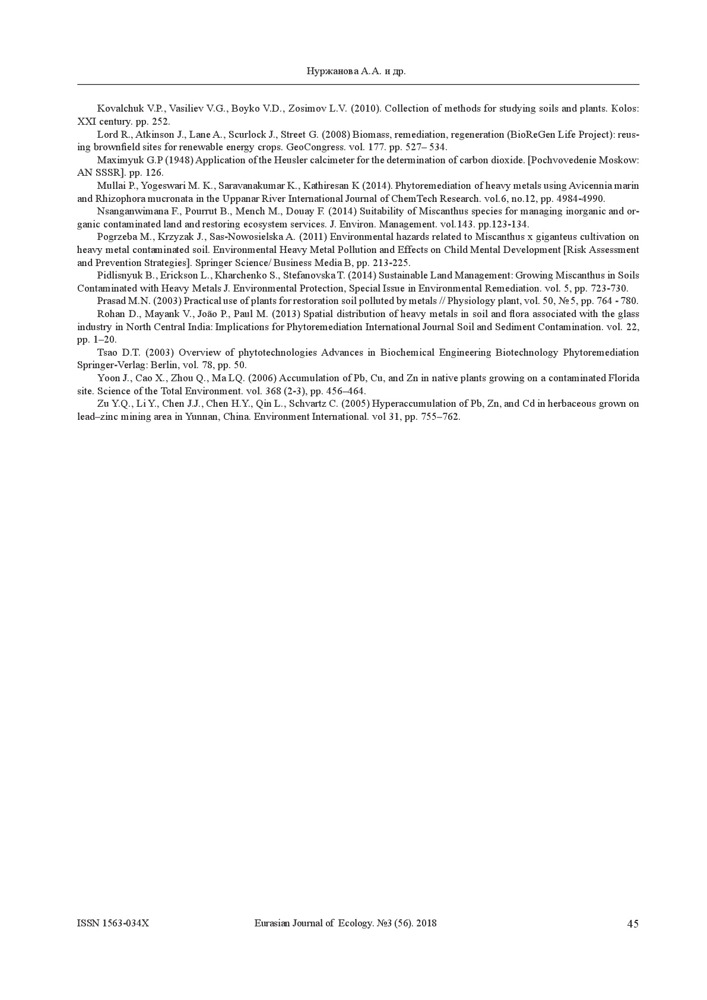 Нуржанова А.А. и др.
Kovalchuk V.P., Vasiliev V.G., Boyko V.D., Zosimov L.V. (2010). Collection of methods for studying soils and plants. Kolos:
XXI century. pp. 252.
Lord R., Atkinson J., Lane A., Scurlock J., Street G. (2008) Biomass, remediation, regeneration (BioReGen Life Project): reus-
ing brownfield sites for renewable energy crops. GeoCongress. vol. 177. pp. 527– 534.
Maximyuk G.P (1948) Application of the Heusler calcimeter for the determination of carbon dioxide. [Pochvovedenie Moskow:
AN SSSR]. pp. 126.
Mullai P., Yogeswari M. K., Saravanakumar K., Kathiresan K (2014). Phytoremediation of heavy metals using Avicennia marin
and Rhizophora mucronata in the Uppanar River International Journal of ChemTech Research. vol.6, no.12, pp. 4984-4990.
Nsanganwimana F., Pourrut B., Mench M., Douay F. (2014) Suitability of Miscanthus species for managing inorganic and or-
ganic contaminated land and restoring ecosystem services. J. Environ. Management. vol.143. pp.123-134.
Pogrzeba M., Krzyzak J., Sas-Nowosielska A. (2011) Environmental hazards related to Miscanthus x giganteus cultivation on
heavy metal contaminated soil. Environmental Heavy Metal Pollution and Effects on Child Mental Development [Risk Assessment
and Prevention Strategies]. Springer Science/ Business Media B, pp. 213-225.
Pidlisnyuk B., Erickson L., Kharchenko S., Stefanovska T. (2014) Sustainable Land Management: Growing Miscanthus in Soils
Contaminated with Heavy Metals J. Environmental Protection, Special Issue in Environmental Remediation. vol. 5, pp. 723-730.
Prasad M.N. (2003) Practical use of plants for restoration soil polluted by metals // Physiology plant, vol. 50, № 5, pp. 764 - 780.
Rohan D., Mayank V., João P., Paul M. (2013) Spatial distribution of heavy metals in soil and flora associated with the glass
industry in North Central India: Implications for Phytoremediation International Journal Soil and Sediment Contamination. vol. 22,
pp. 1–20.
Tsao D.T. (2003) Overview of phytotechnologies Advances in Biochemical Engineering Biotechnology Phytoremediation
Springer-Verlag: Berlin, vol. 78, pp. 50.
Yoon J., Cao X., Zhou Q., Ma LQ. (2006) Accumulation of Pb, Cu, and Zn in native plants growing on a contaminated Florida
site. Science of the Total Environment. vol. 368 (2-3), pp. 456–464.
Zu Y.Q., Li Y., Chen J.J., Chen H.Y., Qin L., Schvartz C. (2005) Hyperaccumulation of Pb, Zn, and Cd in herbaceous grown on
lead–zinc mining area in Yunnan, China. Environment International. vol 31, pp. 755–762.
ISSN 1563-034X Eurasian Journal of Ecology. №3 (56). 2018 45